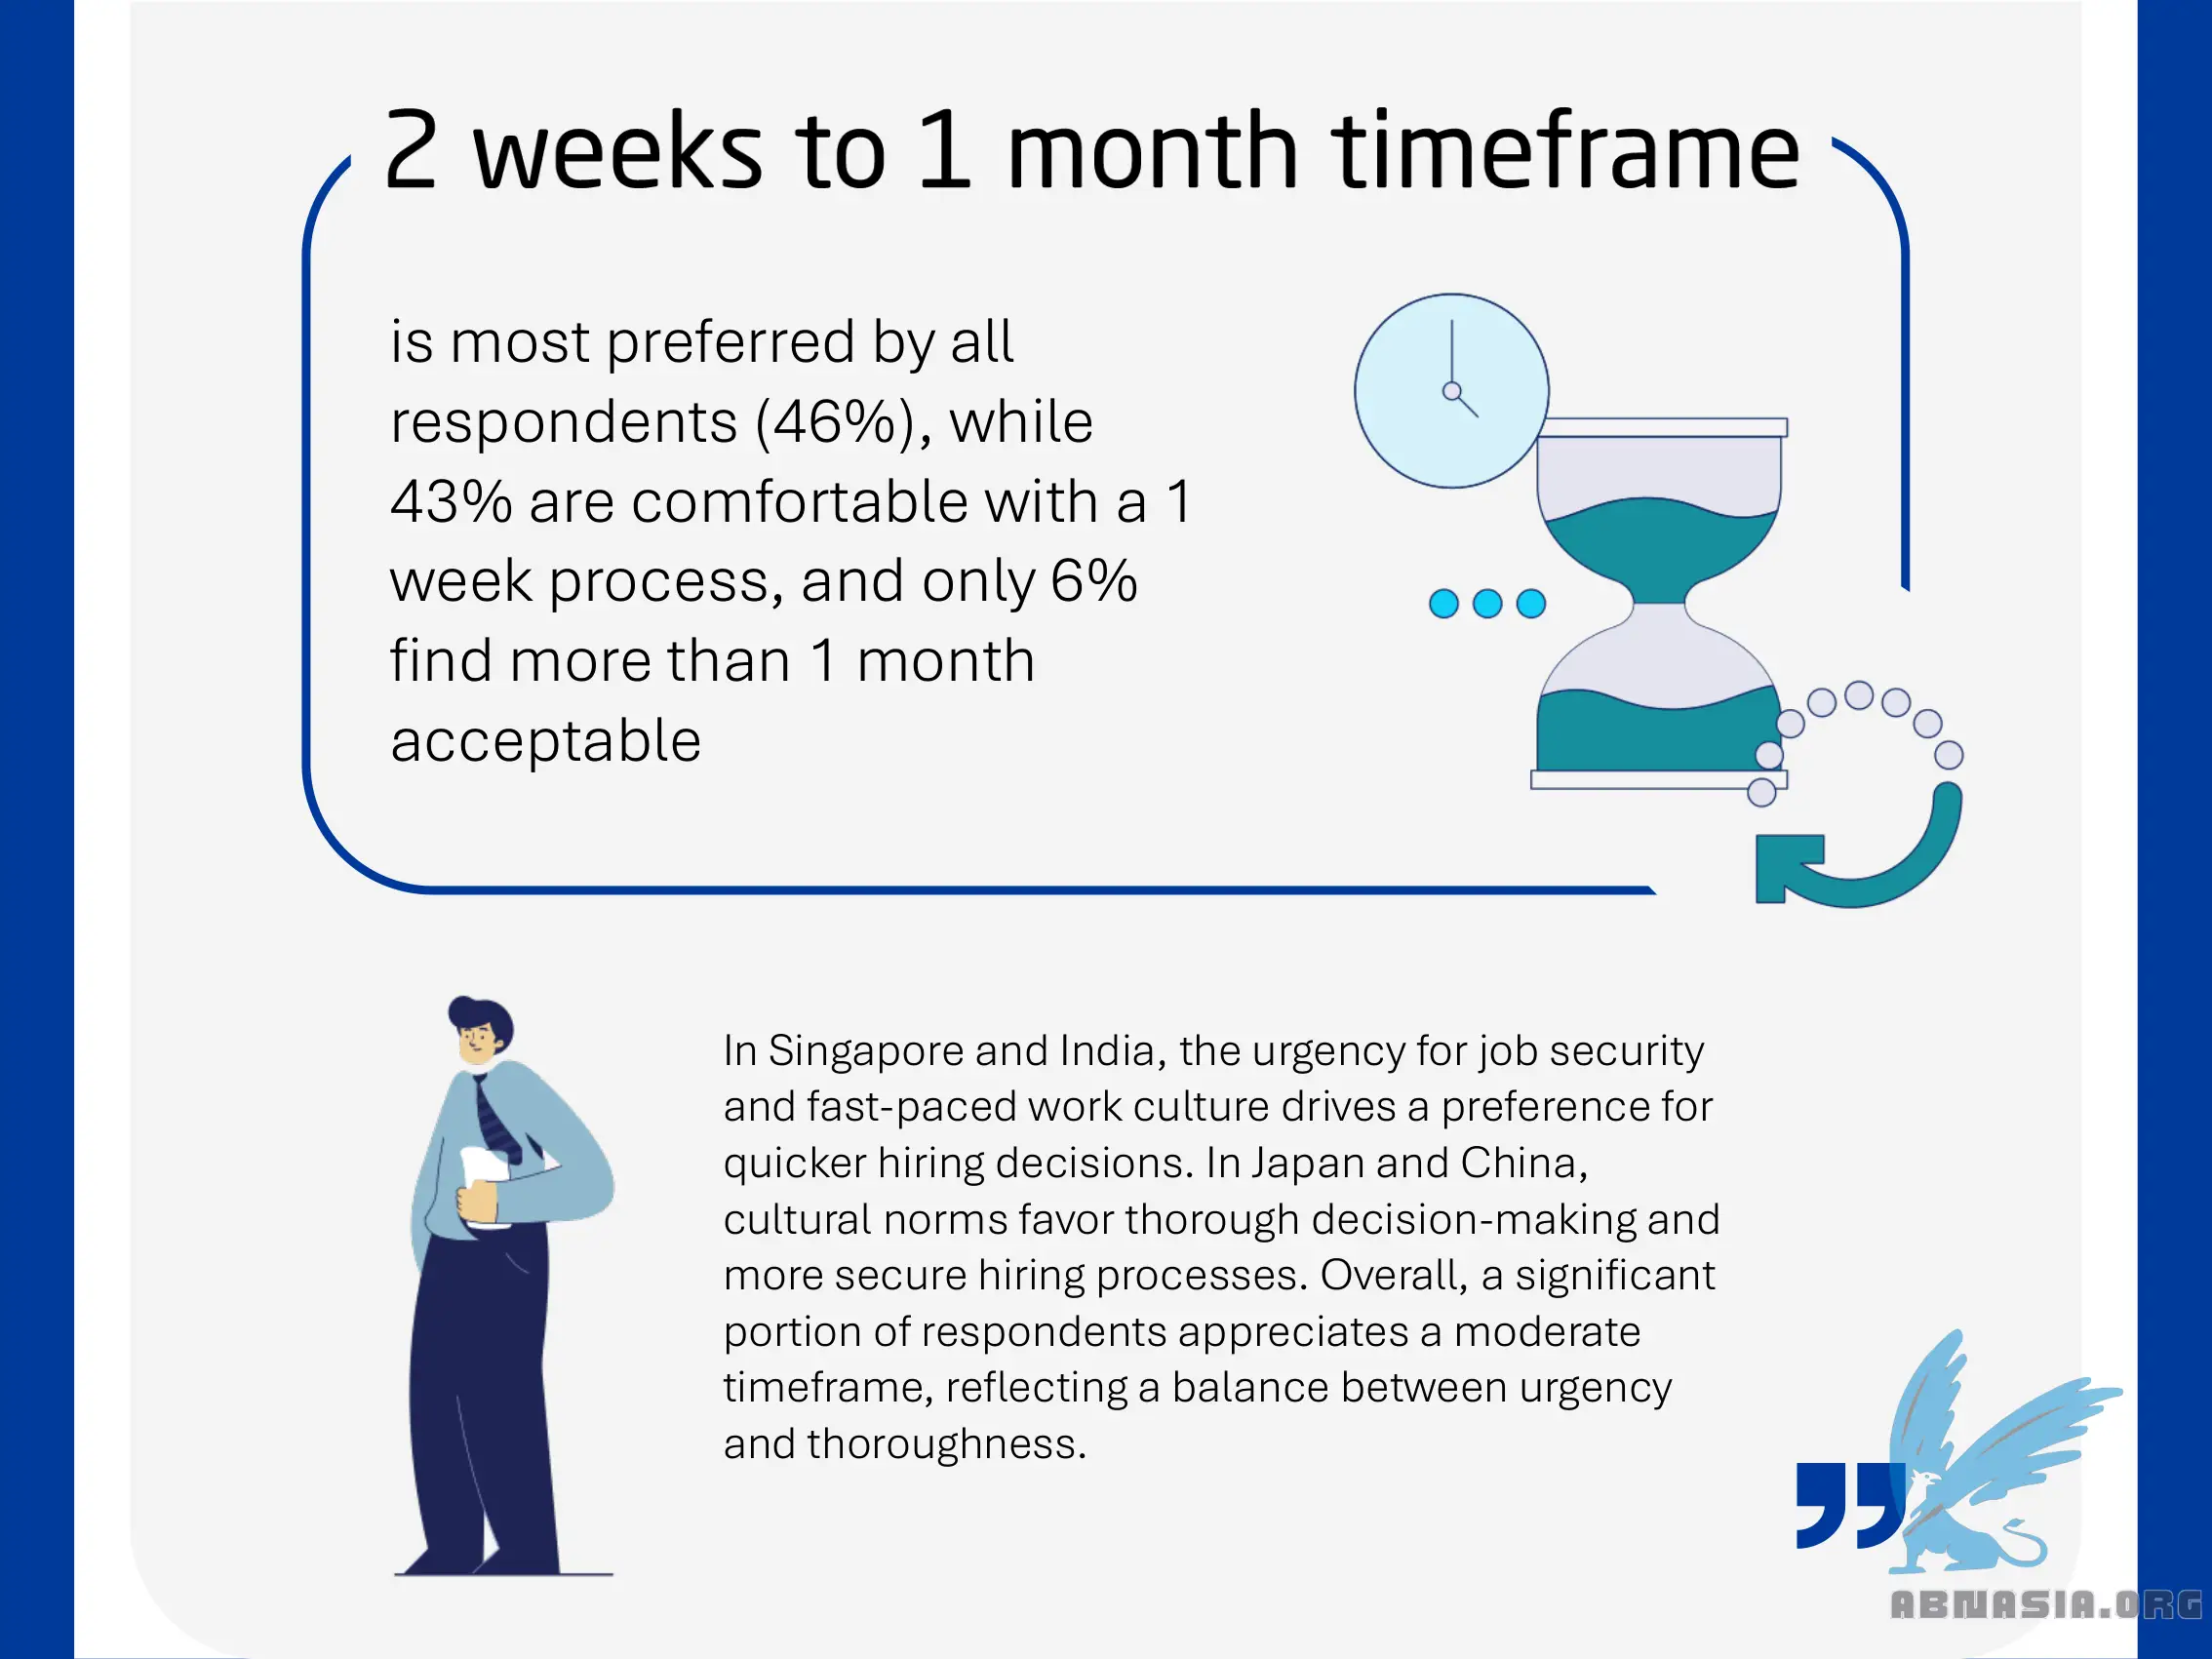 2 weeks to 1 month timeframe
is most preferred by all
respondents (46%), while
43% are comfortable with a 1
week process, and only 6%
find more than 1 month
acceptable
In Singapore and India, the urgency for job security
and fast-paced work culture drives a preference for
quicker hiring decisions. In Japan and China,
cultural norms favor thorough decision-making and
more secure hiring processes. Overall, a significant
portion of respondents appreciates a moderate
timeframe, reflecting a balance between urgency
and thoroughness.
”
ABNASIA.ORG